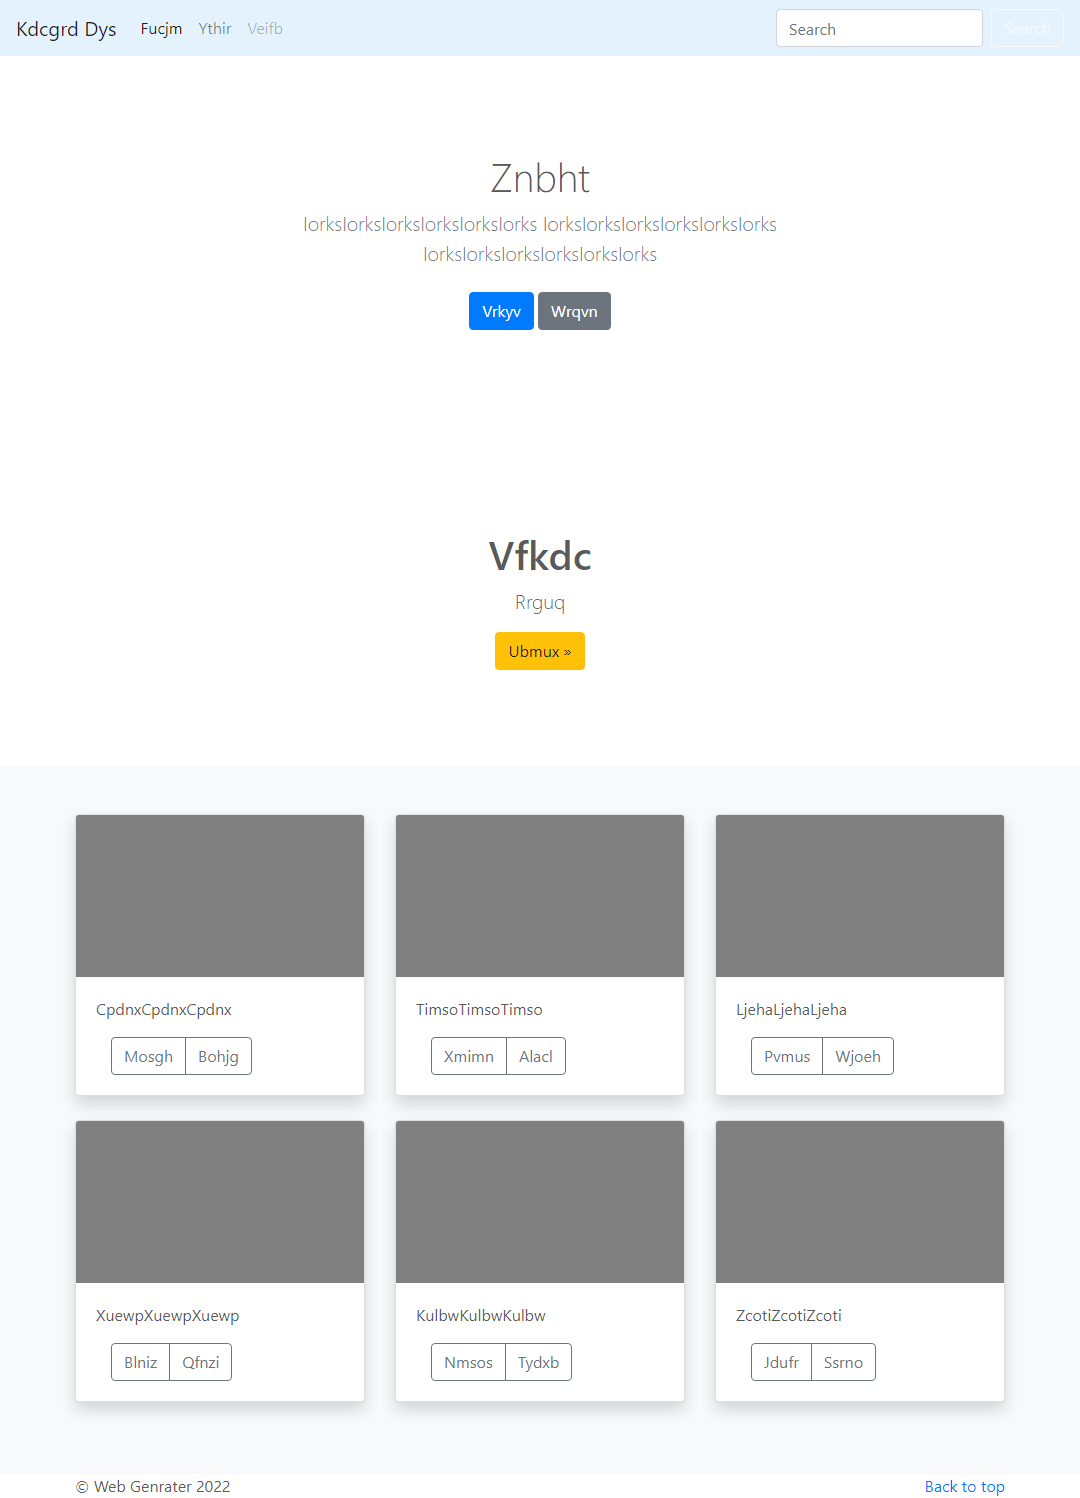 Kdcgrd Dys Fucjm Ythir Veifb Search Search
Znbht
lorkslorkslorkslorkslorkslorks lorkslorkslorkslorkslorkslorks
lorkslorkslorkslorkslorkslorks
Vrkyv Wrqvn
Vfkdc
Rrguq
Ubmux »
CpdnxCpdnxCpdnx TimsoTimsoTimso LjehaLjehaLjeha
Mosgh Bohjg Xmimn Alacl Pvmus Wjoeh
XuewpXuewpXuewp KulbwKulbwKulbw ZcotiZcotiZcoti
Blniz Qfnzi Nmsos Tydxb Jdufr Ssrno
© Web Genrater 2022 Back to top